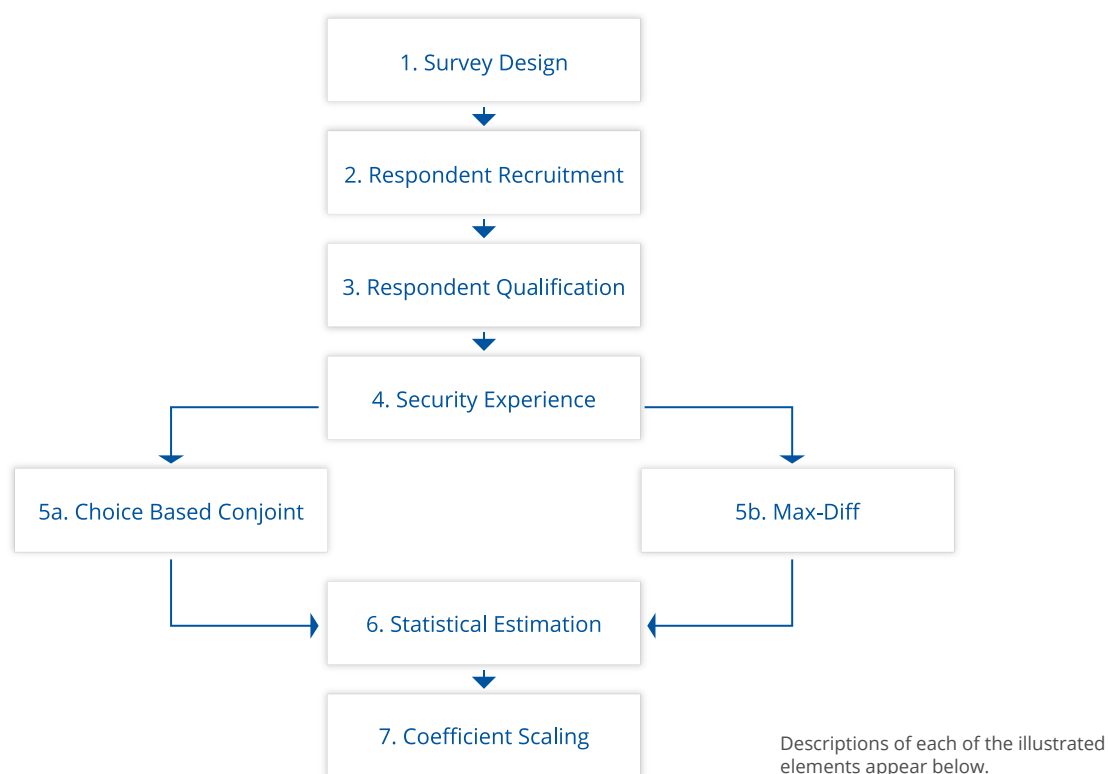 1. Survey Design
2. Respondent Recruitment
3. Respondent Qualification
4. Security Experience
5a. Choice Based Conjoint
5b. Max-Diff
6. Statistical Estimation
7. Coefficient Scaling
Descriptions of each of the illustrated
elements appear below.